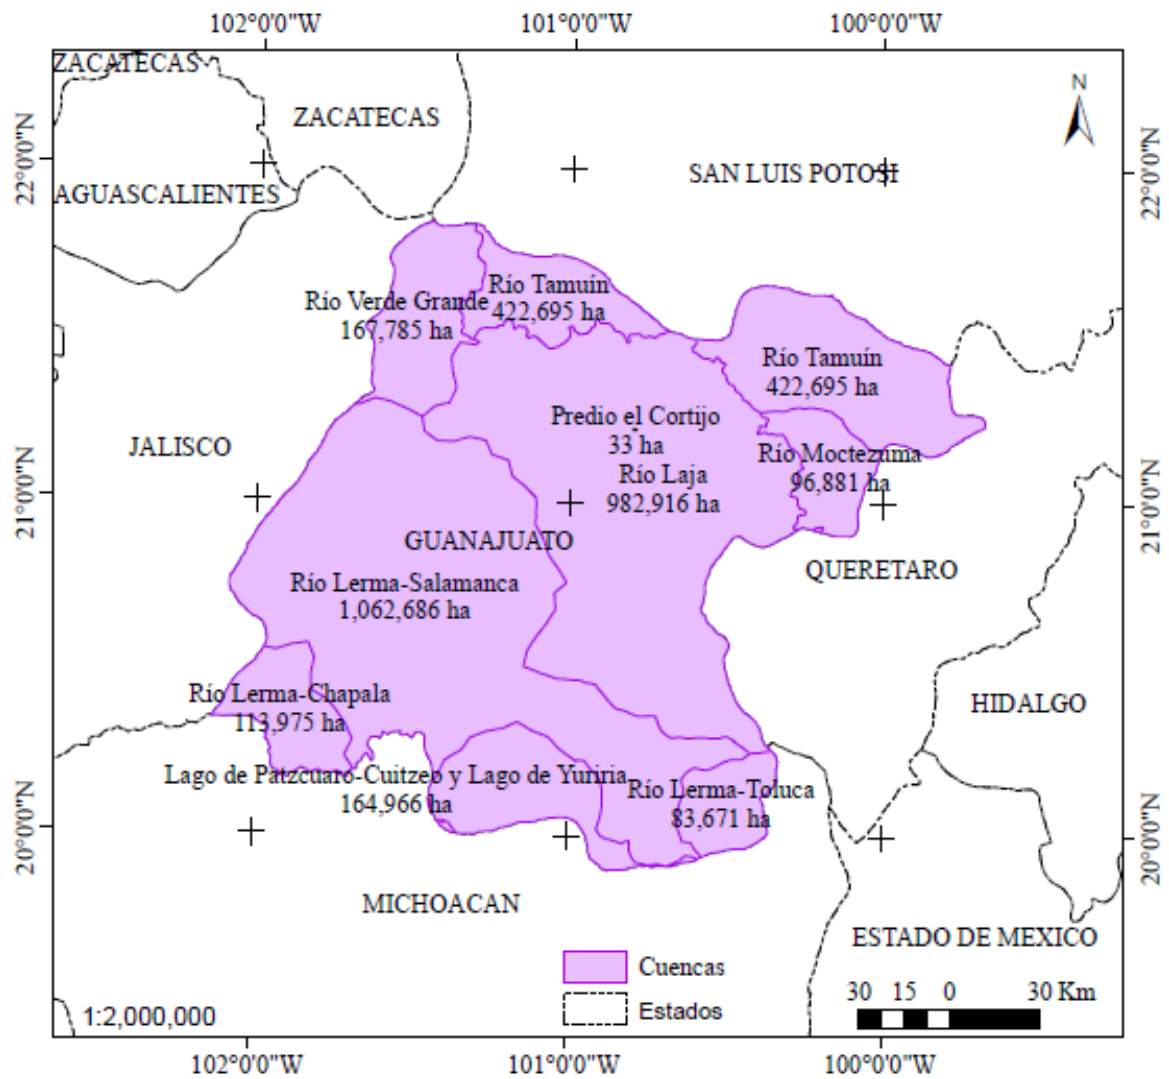 102°0'0"W 101°0'0"W 100°0'0"W
ZACATECAS
ZACATECAS
N
22°0'0"N
22°0'0"N
SAN LUIS POTOSI
AGUASCALIENTES
Río Tamuín
422,695 ha
Río Verde Grande
167,785 ha
Río Tamuín
422,695 ha
Predio el Cortijo
33 ha
JALISCO
Río Moctezuma
96,881 ha
Río Laja
982,916 ha
21°0'0"N
21°0'0"N
GUANAJUATO
QUERETARO
Río Lerma-Salamanca
1,062,686 ha
Río Lerma-Chapala
113,975 ha
HIDALGO
Lago de Patzcuaro-Cuitzeo y Lago de Yuriria
164,966 ha
Río Lerma-Toluca
83,671 ha
20°0'0"N
20°0'0"N
MICHOACAN
ESTADO DE MEXICO
Cuencas
Estados
30 15 0 30 Km
1:2,000,000
102°0'0"W 101°0'0"W 100°0'0"W